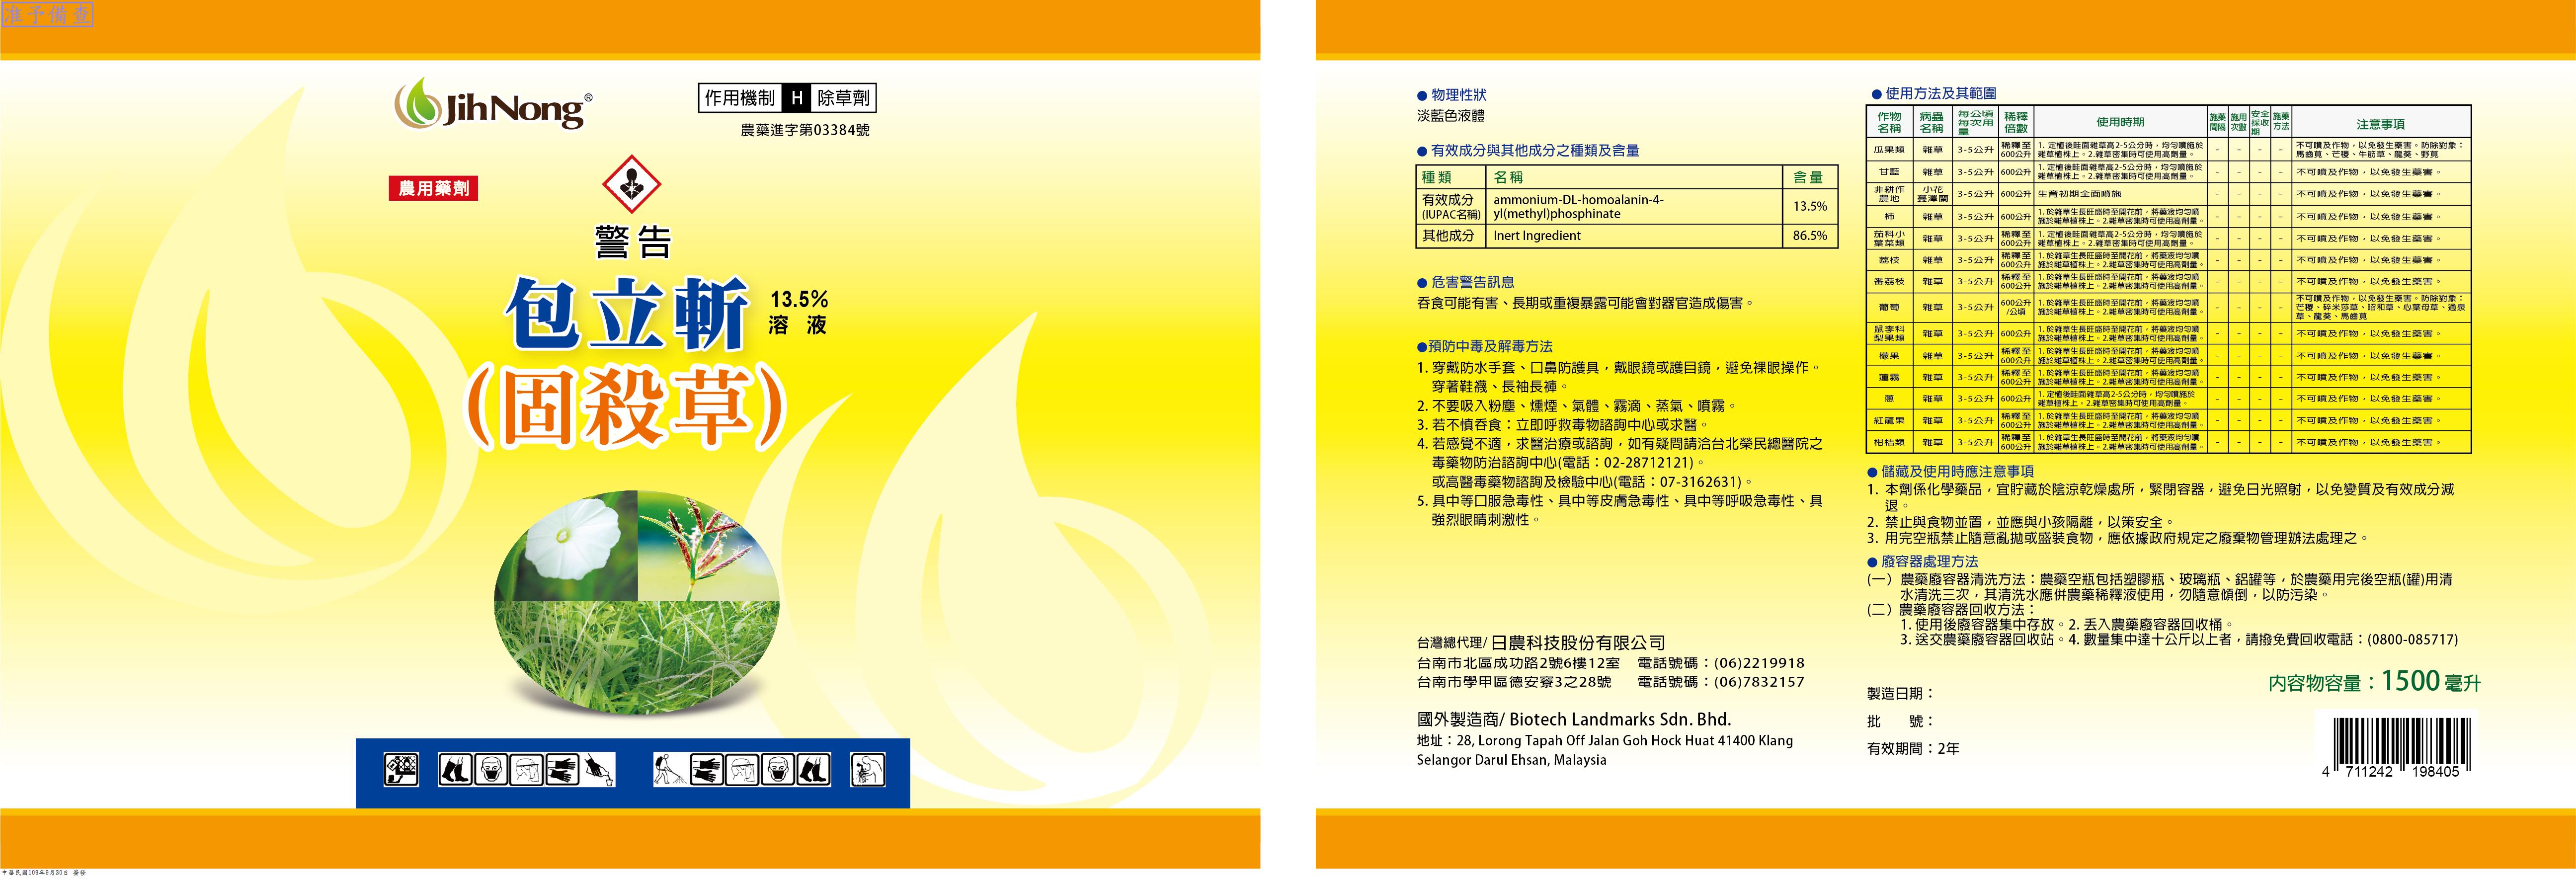 准予備查
JihNong®
作用機制 H 除草劑
農藥進字第03384號
農用藥劑
警告
包立斬 13.5% 溶 液
(固殺草)
中華民國109年9月30日 簽發
● 物理性狀
淡藍色液體
● 有效成分與其他成分之種類及含量
種類 名稱 含量
有效成分 (IUPAC名稱) ammonium-DL-homoalanin-4-yl(methyl)phosphinate 13.5%
其他成分 Inert Ingredient 86.5%
● 危害警告訊息
吞食可能有害、長期或重複暴露可能會對器官造成傷害。
●預防中毒及解毒方法
1. 穿戴防水手套、口鼻防護具,戴眼鏡或護目鏡,避免裸眼操作。
穿著鞋襪、長袖長褲。
2. 不要吸入粉塵、燻煙、氣體、霧滴、蒸氣、噴霧。
3. 若不慎吞食:立即呼救毒物諮詢中心或求醫。
4. 若感覺不適,求醫治療或諮詢,如有疑問請洽台北榮民總醫院之
毒藥物防治諮詢中心(電話:02-28712121)。
或高醫毒藥物諮詢及檢驗中心(電話:07-3162631)。
5. 具中等口服急毒性、具中等皮膚急毒性、具中等呼吸急毒性、具
強烈眼睛刺激性。
台灣總代理/ 日農科技股份有限公司
台南市北區成功路2號6樓12室 電話號碼:(06)2219918
台南市學甲區德安寮3之28號 電話號碼:(06)7832157
國外製造商/ Biotech Landmarks Sdn. Bhd.
地址:28, Lorong Tapah Off Jalan Goh Hock Huat 41400 Klang
Selangor Darul Ehsan, Malaysia
● 使用方法及其範圍
作物名稱 病蟲名稱 每公頃每次用量 稀釋倍數 使用時期 施藥間隔 施用次數 安全採收期 施藥方法 注意事項
瓜果類 雜草 3-5公升 稀釋至600公升 1. 定植後畦面雜草高2-5公分時,均勻噴施於雜草植株上。2.雜草密集時可使用高劑量。 - - - - 不可噴及作物,以免發生藥害。防除對象:馬齒莧、芒稷、牛筋草、龍葵、野莧
甘藍 雜草 3-5公升 600公升 1. 定植後畦面雜草高2-5公分時,均勻噴施於雜草植株上。2.雜草密集時可使用高劑量。 - - - - 不可噴及作物,以免發生藥害。
非耕作農地 小花蔓澤蘭 3-5公升 600公升 生育初期全面噴施 - - - - 不可噴及作物,以免發生藥害。
柿 雜草 3-5公升 600公升 1. 於雜草生長旺盛時至開花前,將藥液均勻噴施於雜草植株上。2.雜草密集時可使用高劑量。 - - - - 不可噴及作物,以免發生藥害。
茄科小葉菜類 雜草 3-5公升 稀釋至600公升 1. 定植後畦面雜草高2-5公分時,均勻噴施於雜草植株上。2.雜草密集時可使用高劑量。 - - - - 不可噴及作物,以免發生藥害。
荔枝 雜草 3-5公升 稀釋至600公升 1. 於雜草生長旺盛時至開花前,將藥液均勻噴施於雜草植株上。2.雜草密集時可使用高劑量。 - - - - 不可噴及作物,以免發生藥害。
番荔枝 雜草 3-5公升 稀釋至600公升 1. 於雜草生長旺盛時至開花前,將藥液均勻噴施於雜草植株上。2.雜草密集時可使用高劑量。 - - - - 不可噴及作物,以免發生藥害。
葡萄 雜草 3-5公升 600公升/公頃 1. 於雜草生長旺盛時至開花前,將藥液均勻噴施於雜草植株上。2.雜草密集時可使用高劑量。 - - - - 不可噴及作物,以免發生藥害。防除對象:芒稷、碎米莎草、昭和草、心葉母草、通泉草、龍葵、馬齒莧
鼠李科梨果類 雜草 3-5公升 600公升 1. 於雜草生長旺盛時至開花前,將藥液均勻噴施於雜草植株上。2.雜草密集時可使用高劑量。 - - - - 不可噴及作物,以免發生藥害。
檬果 雜草 3-5公升 稀釋至600公升 1. 於雜草生長旺盛時至開花前,將藥液均勻噴施於雜草植株上。2.雜草密集時可使用高劑量。 - - - - 不可噴及作物,以免發生藥害。
蓮霧 雜草 3-5公升 稀釋至600公升 1. 於雜草生長旺盛時至開花前,將藥液均勻噴施於雜草植株上。2.雜草密集時可使用高劑量。 - - - - 不可噴及作物,以免發生藥害。
蔥 雜草 3-5公升 600公升 1. 定植後畦面雜草高2-5公分時,均勻噴施於雜草植株上。2.雜草密集時可使用高劑量。 - - - - 不可噴及作物,以免發生藥害。
紅龍果 雜草 3-5公升 稀釋至600公升 1. 於雜草生長旺盛時至開花前,將藥液均勻噴施於雜草植株上。2.雜草密集時可使用高劑量。 - - - - 不可噴及作物,以免發生藥害。
柑桔類 雜草 3-5公升 稀釋至600公升 1. 於雜草生長旺盛時至開花前,將藥液均勻噴施於雜草植株上。2.雜草密集時可使用高劑量。 - - - - 不可噴及作物,以免發生藥害。
● 儲藏及使用時應注意事項
1. 本劑係化學藥品,宜貯藏於陰涼乾燥處所,緊閉容器,避免日光照射,以免變質及有效成分減
退。
2. 禁止與食物並置,並應與小孩隔離,以策安全。
3. 用完空瓶禁止隨意亂拋或盛裝食物,應依據政府規定之廢棄物管理辦法處理之。
● 廢容器處理方法
(一) 農藥廢容器清洗方法:農藥空瓶包括塑膠瓶、玻璃瓶、鋁罐等,於農藥用完後空瓶(罐)用清
水清洗三次,其清洗水應併農藥稀釋液使用,勿隨意傾倒,以防污染。
(二) 農藥廢容器回收方法:
1. 使用後廢容器集中存放。2. 丟入農藥廢容器回收桶。
3. 送交農藥廢容器回收站。4. 數量集中達十公斤以上者,請撥免費回收電話:(0800-085717)
內容物容量:1500 毫升
製造日期:
批 號:
有效期間:2年
4 711242 198405